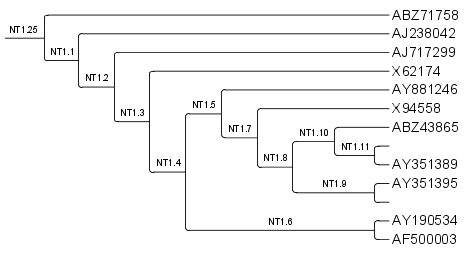 ABZ71758
NT1.25
AJ238042
NT1.1
AJ717299
NT1.2
X62174
AY881246
NT1.5
X94558
NT1.3
ABZ43865
NT1.7
NT1.10
NT1.11
NT1.4
NT1.8
AY351389
AY351395
NT1.9
AY190534
NT1.6
AF500003